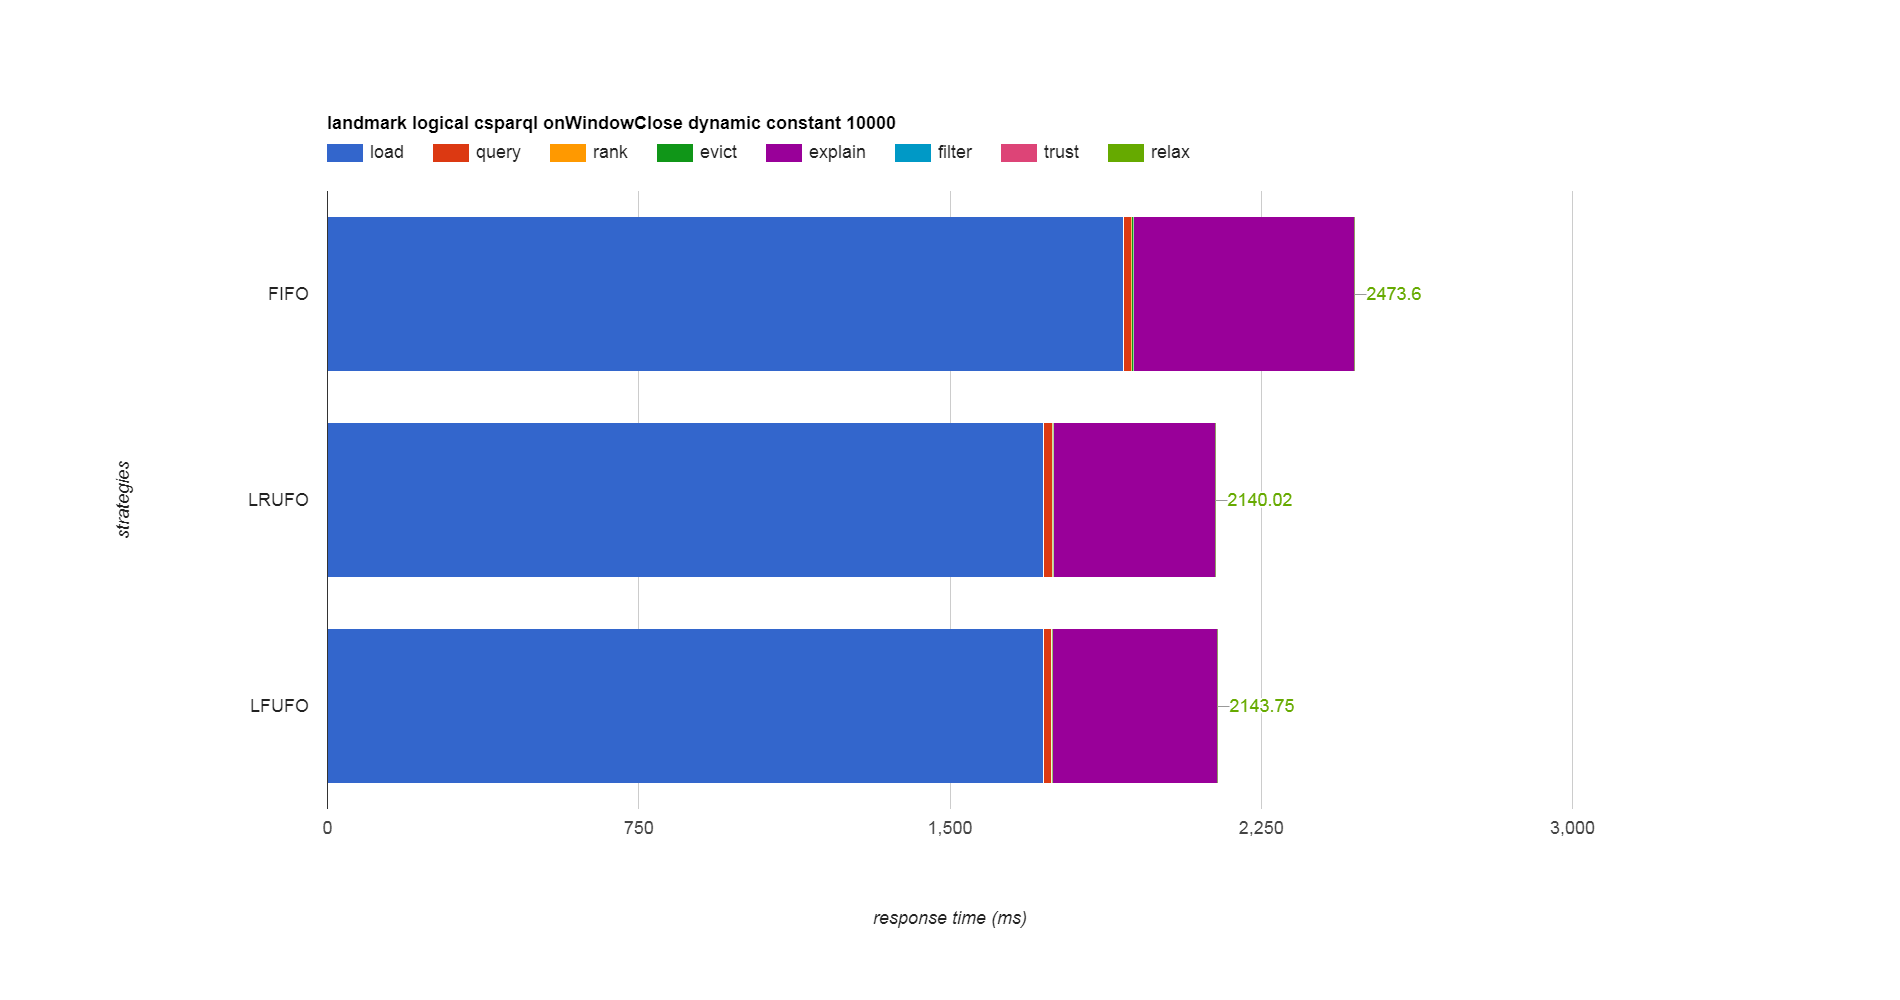 landmark logical csparql onWindowClose dynamic constant 10000
load query rank evict explain filter trust relax
FIFO 2473.6
LRUFO 2140.02
LFUFO 2143.75
strategies
0 750 1,500 2,250 3,000
response time (ms)